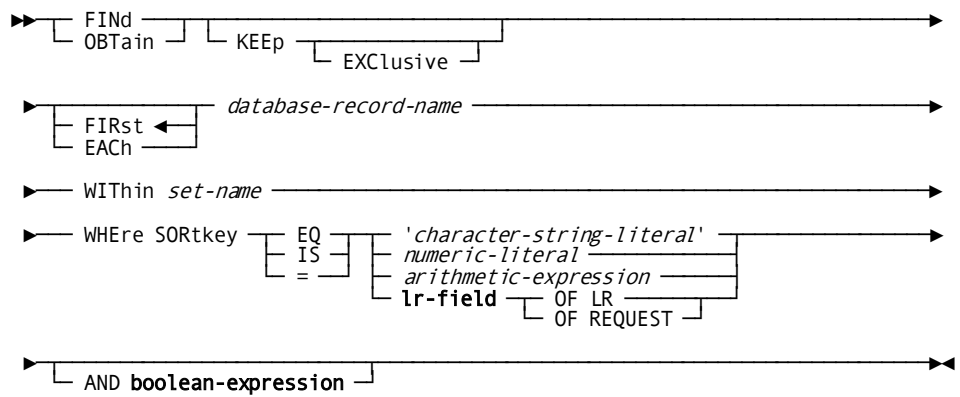 FINd KEEp
OBTain EXClusive
database-record-name
FIRst
EACh
WIThin set-name
WHEre SORtkey EQ 'character-string-literal'
IS numeric-literal
= arithmetic-expression
lr-field OF LR
OF REQUEST
AND boolean-expression